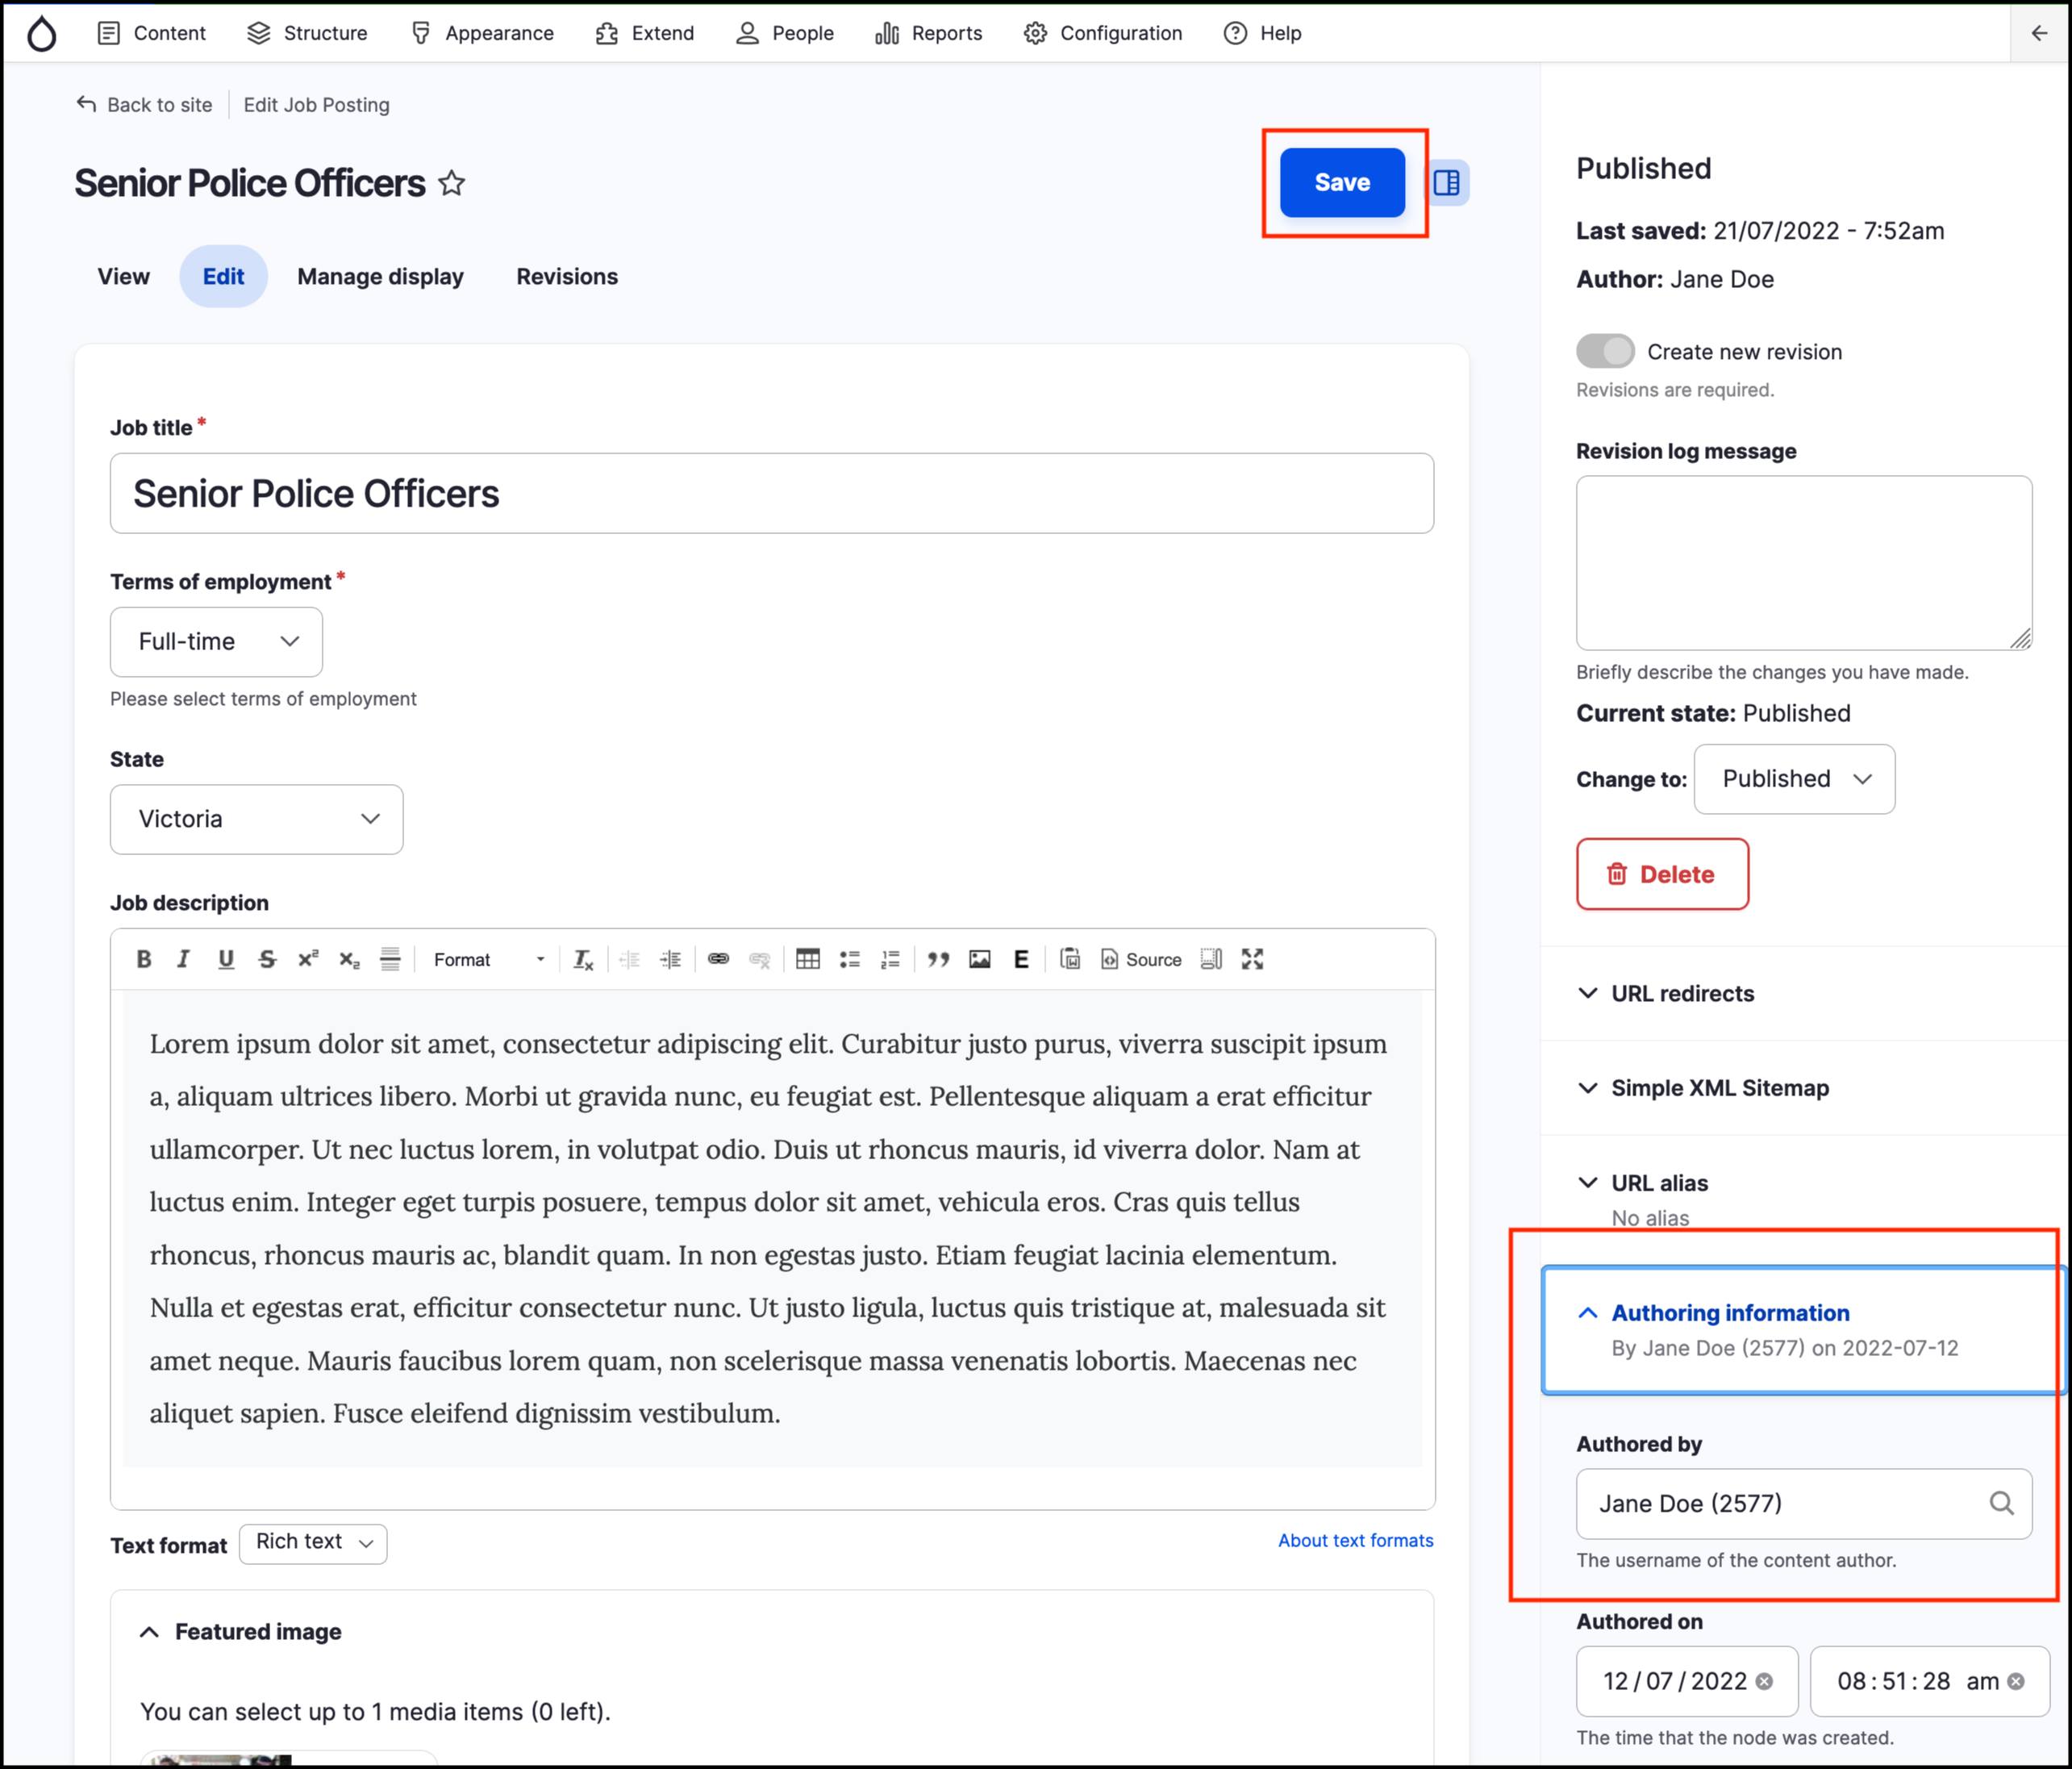 Content Structure Appearance Extend People Reports Configuration Help
Back to site Edit Job Posting
Senior Police Officers
Save
View Edit Manage display Revisions
Job title *
Senior Police Officers
Terms of employment *
Full-time
Please select terms of employment
State
Victoria
Job description
B I U S x² x₂ Format Tx Source
Lorem ipsum dolor sit amet, consectetur adipiscing elit. Curabitur justo purus, viverra suscipit ipsum
a, aliquam ultrices libero. Morbi ut gravida nunc, eu feugiat est. Pellentesque aliquam a erat efficitur
ullamcorper. Ut nec luctus lorem, in volutpat odio. Duis ut rhoncus mauris, id viverra dolor. Nam at
luctus enim. Integer eget turpis posuere, tempus dolor sit amet, vehicula eros. Cras quis tellus
rhoncus, rhoncus mauris ac, blandit quam. In non egestas justo. Etiam feugiat lacinia elementum.
Nulla et egestas erat, efficitur consectetur nunc. Ut justo ligula, luctus quis tristique at, malesuada sit
amet neque. Mauris faucibus lorem quam, non scelerisque massa venenatis lobortis. Maecenas nec
aliquet sapien. Fusce eleifend dignissim vestibulum.
Text format Rich text
About text formats
Featured image
You can select up to 1 media items (0 left).
Published
Last saved: 21/07/2022 - 7:52am
Author: Jane Doe
Create new revision
Revisions are required.
Revision log message
Briefly describe the changes you have made.
Current state: Published
Change to: Published
Delete
URL redirects
Simple XML Sitemap
URL alias
No alias
Authoring information
By Jane Doe (2577) on 2022-07-12
Authored by
Jane Doe (2577)
The username of the content author.
Authored on
12/07/2022 08:51:28 am
The time that the node was created.